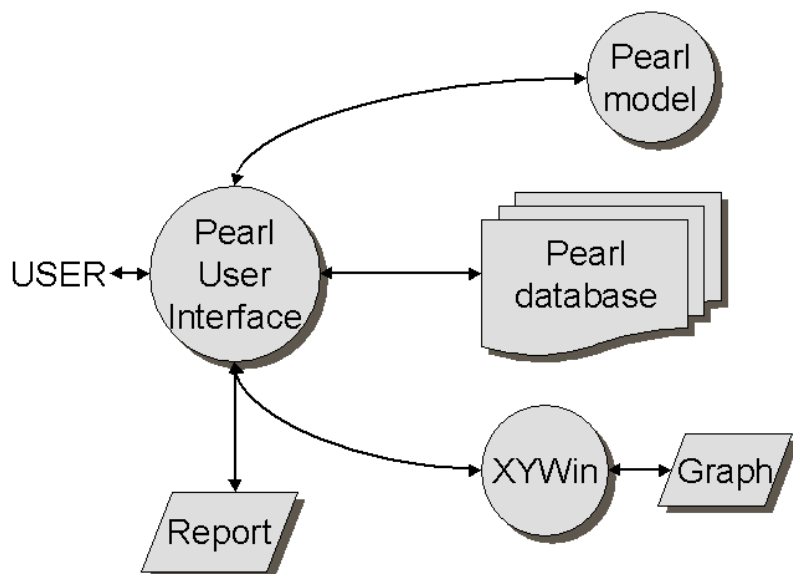 Pearl
model
USER
Pearl
User
Interface
Pearl
database
XYWin
Graph
Report